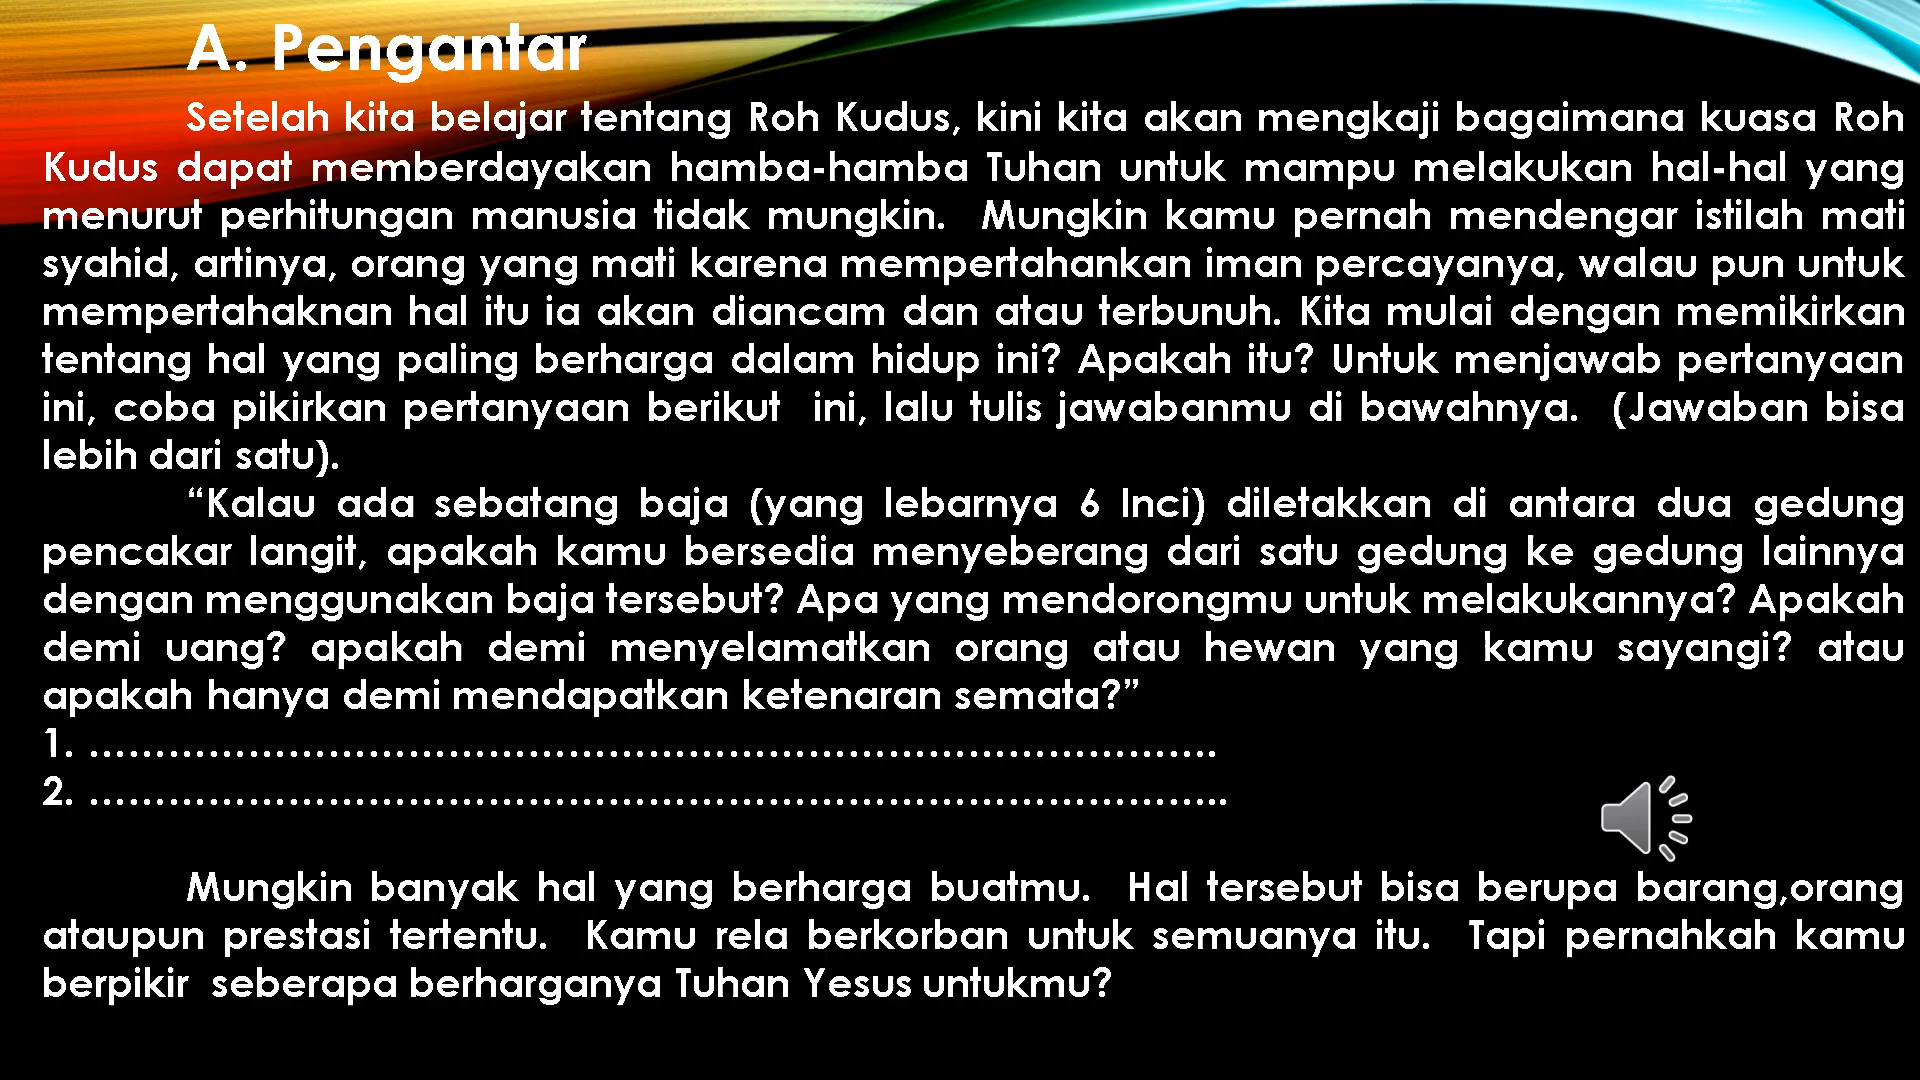 A. Pengantar
Setelah kita belajar tentang Roh Kudus, kini kita akan mengkaji bagaimana kuasa Roh
Kudus dapat memberdayakan hamba-hamba Tuhan untuk mampu melakukan hal-hal yang
menurut perhitungan manusia tidak mungkin.  Mungkin kamu pernah mendengar istilah mati
syahid, artinya, orang yang mati karena mempertahankan iman percayanya, walau pun untuk
mempertahaknan hal itu ia akan diancam dan atau terbunuh. Kita mulai dengan memikirkan
tentang hal yang paling berharga dalam hidup ini? Apakah itu? Untuk menjawab pertanyaan
ini, coba pikirkan pertanyaan berikut  ini, lalu tulis jawabanmu di bawahnya.  (Jawaban bisa
lebih dari satu).
“Kalau ada sebatang baja (yang lebarnya 6 Inci) diletakkan di antara dua gedung
pencakar langit, apakah kamu bersedia menyeberang dari satu gedung ke gedung lainnya
dengan menggunakan baja tersebut? Apa yang mendorongmu untuk melakukannya? Apakah
demi uang? apakah demi menyelamatkan orang atau hewan yang kamu sayangi? atau
apakah hanya demi mendapatkan ketenaran semata?”
1. ………………………………………………………………………….
2. …………………………………………………………………………..
Mungkin banyak hal yang berharga buatmu.  Hal tersebut bisa berupa barang,orang
ataupun prestasi tertentu.  Kamu rela berkorban untuk semuanya itu.  Tapi pernahkah kamu
berpikir  seberapa berharganya Tuhan Yesus untukmu?